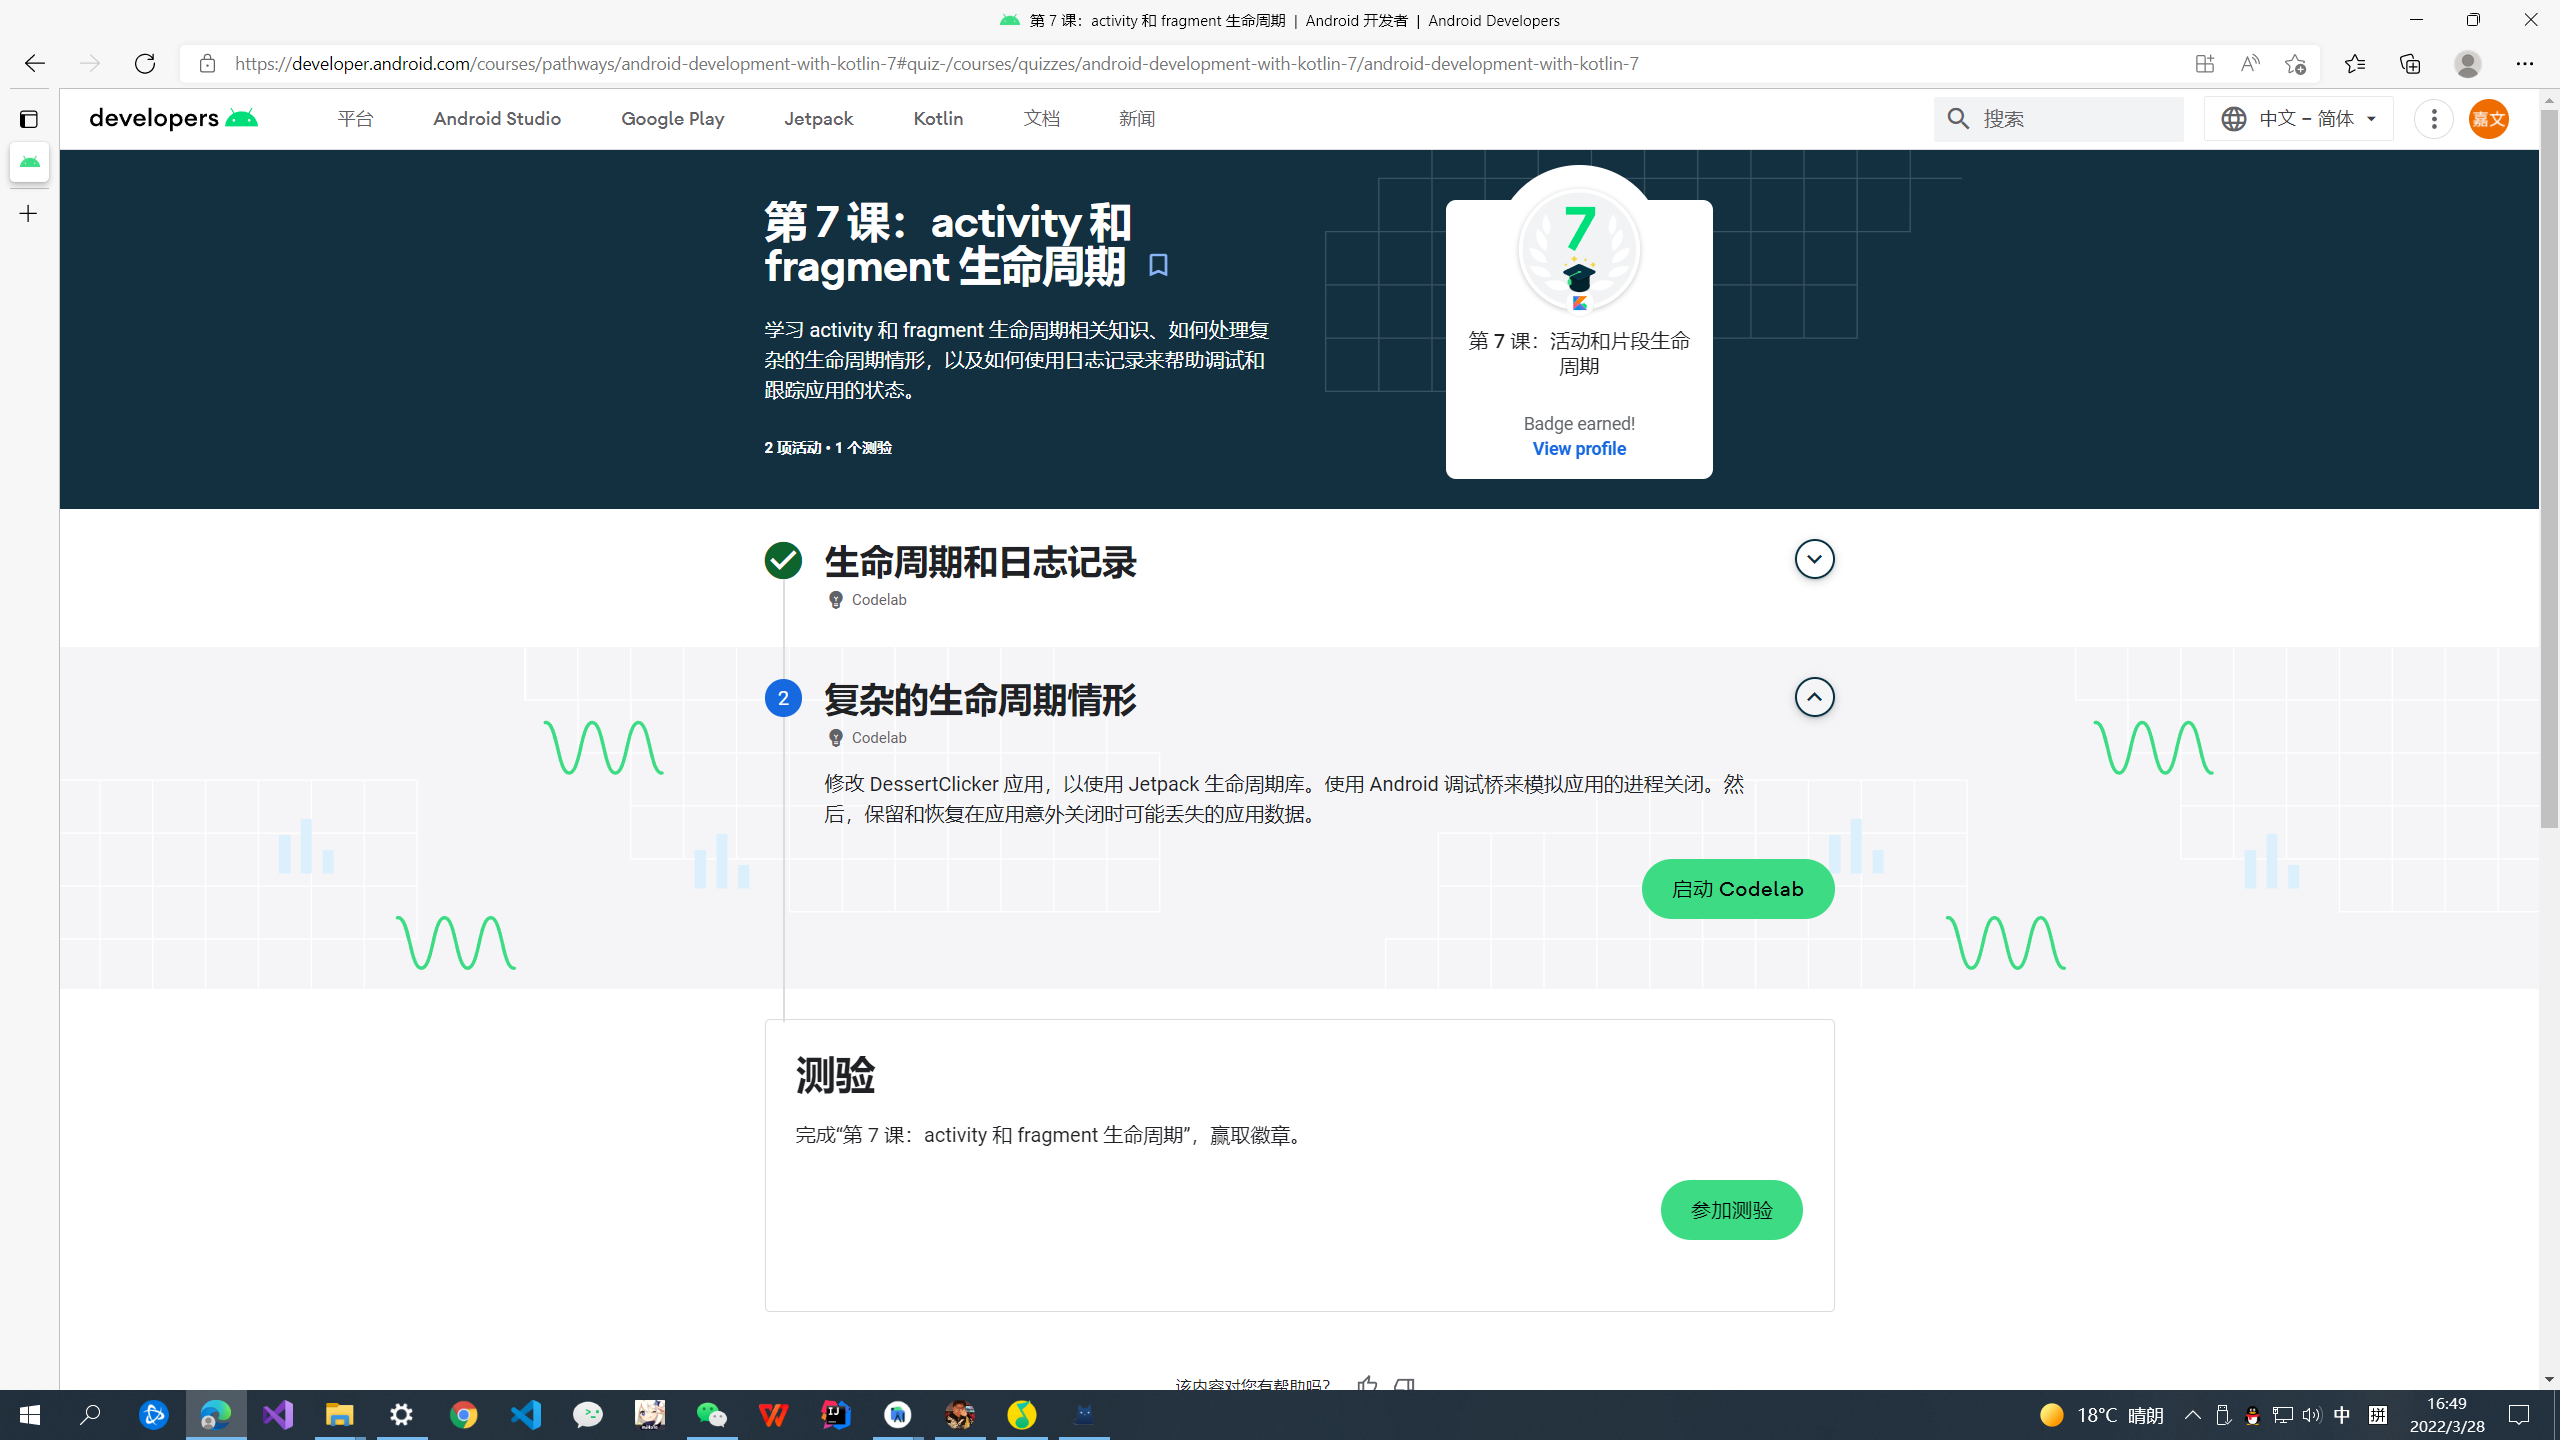 第 7 课：activity 和 fragment 生命周期 | Android 开发者 | Android Developers
https://developer.android.com/courses/pathways/android-development-with-kotlin-7#quiz-/courses/quizzes/android-development-with-kotlin-7/android-development-with-kotlin-7
developers 平台 Android Studio Google Play Jetpack Kotlin 文档 新闻 搜索 中文 – 简体 嘉文
第 7 课：activity 和
fragment 生命周期
学习 activity 和 fragment 生命周期相关知识、如何处理复
杂的生命周期情形，以及如何使用日志记录来帮助调试和
跟踪应用的状态。
2 项活动 • 1 个测验
7
第 7 课：活动和片段生命
周期
Badge earned!
View profile
生命周期和日志记录
Codelab
2 复杂的生命周期情形
Codelab
修改 DessertClicker 应用，以使用 Jetpack 生命周期库。使用 Android 调试桥来模拟应用的进程关闭。然
后，保留和恢复在应用意外关闭时可能丢失的应用数据。
启动 Codelab
测验
完成“第 7 课：activity 和 fragment 生命周期”，赢取徽章。
参加测验
该内容对您有帮助吗？
18°C 晴朗 中 拼 16:49
2022/3/28